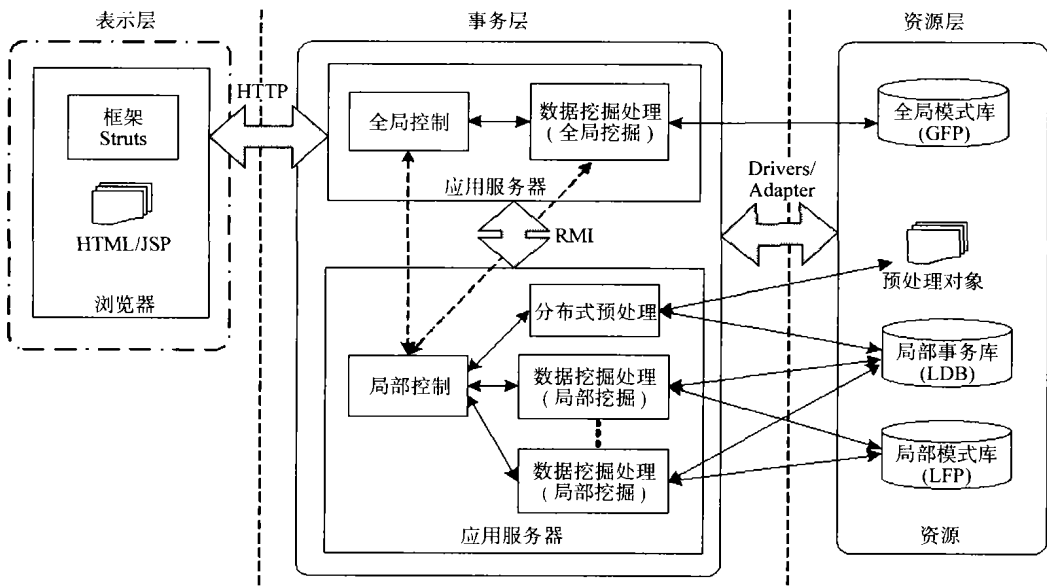 表示层
事务层
资源层
框架
Struts
HTML/JSP
浏览器
HTTP
全局控制
数据挖掘处理
(全局挖掘)
应用服务器
RMI
分布式预处理
局部控制
数据挖掘处理
(局部挖掘)
数据挖掘处理
(局部挖掘)
应用服务器
Drivers/
Adapter
全局模式库
(GFP)
预处理对象
局部事务库
(LDB)
局部模式库
(LFP)
资源